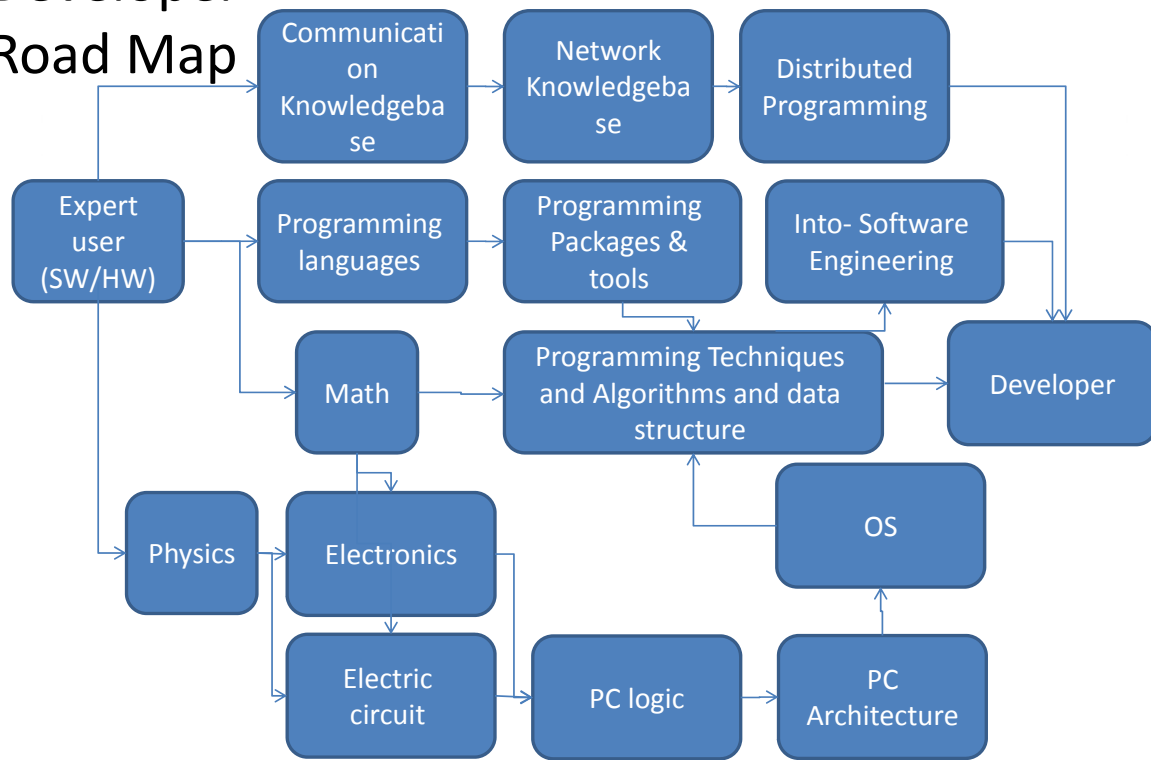 Road Map
Communicati
on
Knowledgeba
se
Network
Knowledgeba
se
Distributed
Programming
Expert
user
(SW/HW)
Programming
languages
Programming
Packages &
tools
Into- Software
Engineering
Math
Programming Techniques
and Algorithms and data
structure
Developer
Physics
Electronics
OS
Electric
circuit
PC logic
PC
Architecture